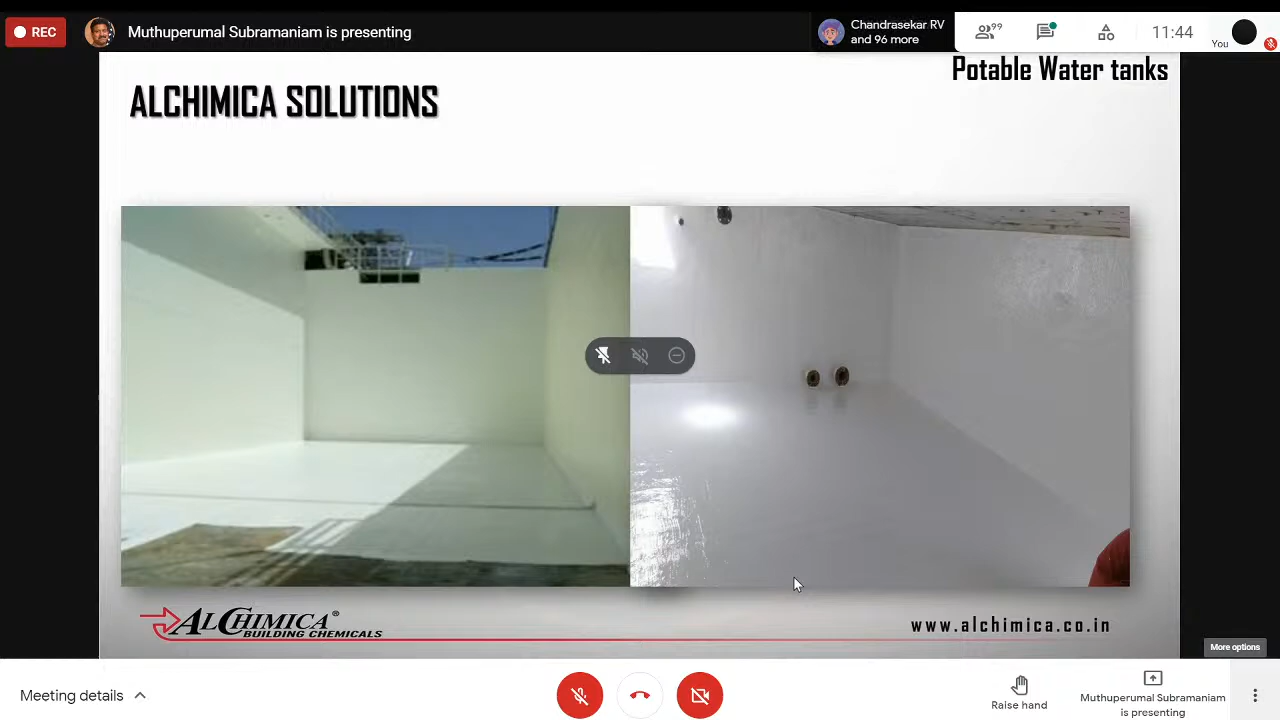 REC
Muthuperumal Subramaniam is presenting
Chandrasekar RV
and 96 more
99
11:44
You
Potable Water tanks
ALCHIMICA SOLUTIONS
ALCHIMICA®
BUILDING CHEMICALS
www.alchimica.co.in
More options
Meeting details
Raise hand
Muthuperumal Subramaniam
is presenting